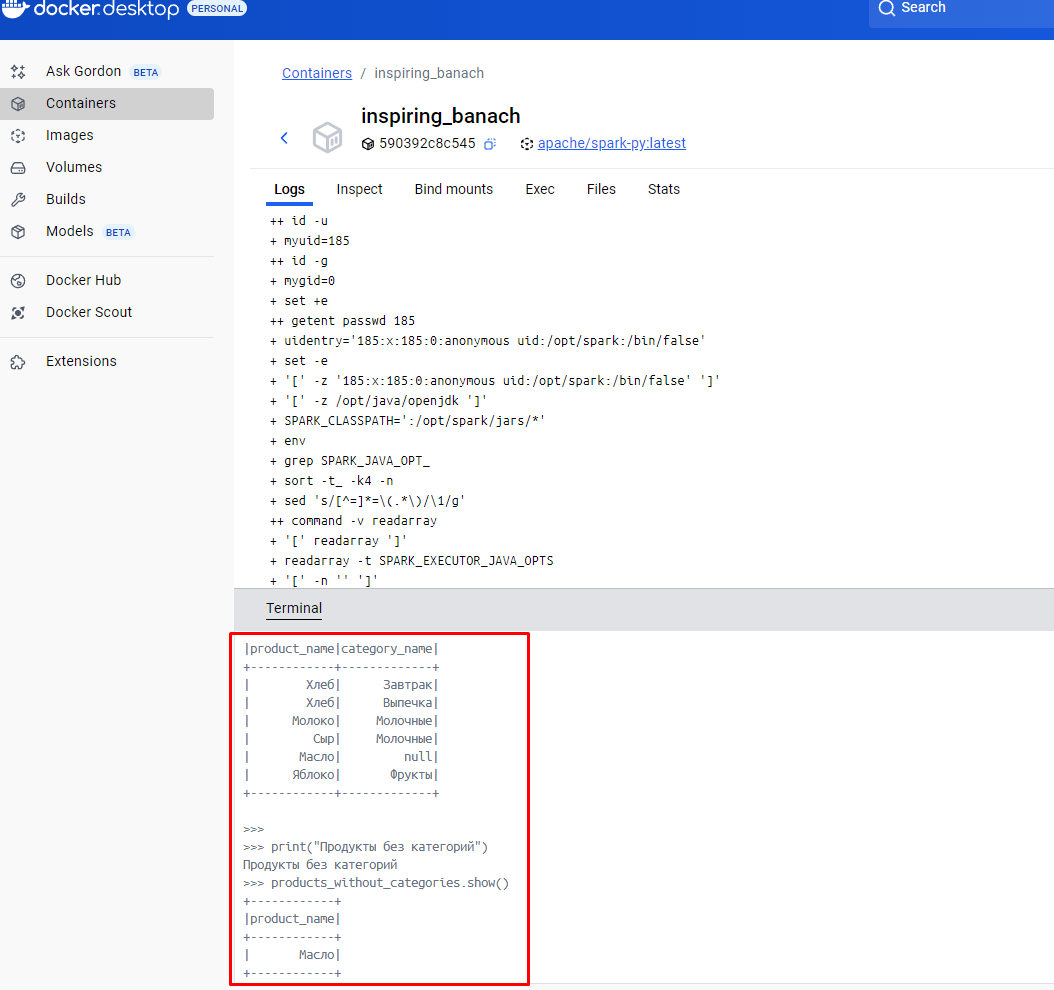 docker.desktop PERSONAL
Search
Ask Gordon BETA
Containers
Images
Volumes
Builds
Models BETA
Docker Hub
Docker Scout
Extensions
Containers / inspiring_banach
inspiring_banach
590392c8c545 apache/spark-py:latest
Logs Inspect Bind mounts Exec Files Stats
++ id -u
+ myuid=185
++ id -g
+ mygid=0
+ set +e
++ getent passwd 185
+ uidentry='185:x:185:0:anonymous uid:/opt/spark:/bin/false'
+ set -e
+ '[' -z '185:x:185:0:anonymous uid:/opt/spark:/bin/false' ']'
+ '[' -z /opt/java/openjdk ']'
+ SPARK_CLASSPATH=':/opt/spark/jars/*'
+ env
+ grep SPARK_JAVA_OPT_
+ sort -t_ -k4 -n
+ sed 's/[^=]*=\(.*\)/\1/g'
++ command -v readarray
+ '[' readarray ']'
+ readarray -t SPARK_EXECUTOR_JAVA_OPTS
+ '[' -n '' ']'
Terminal
|product_name|category_name|
+------------+-------------+
|        Хлеб|      Завтрак|
|        Хлеб|      Выпечка|
|      Молоко|     Молочные|
|         Сыр|     Молочные|
|       Масло|         null|
|      Яблоко|       Фрукты|
+------------+-------------+
>>>
>>> print("Продукты без категорий")
Продукты без категорий
>>> products_without_categories.show()
+------------+
|product_name|
+------------+
|       Масло|
+------------+